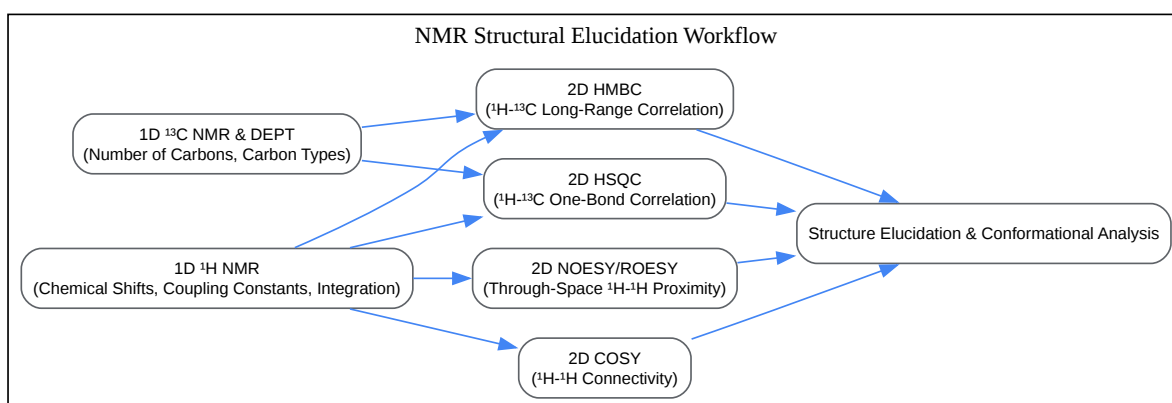 NMR Structural Elucidation Workflow
2D HMBC
(¹H-¹³C Long-Range Correlation)
1D ¹³C NMR & DEPT
(Number of Carbons, Carbon Types)
2D HSQC
(¹H-¹³C One-Bond Correlation)
Structure Elucidation & Conformational Analysis
1D ¹H NMR
(Chemical Shifts, Coupling Constants, Integration)
2D NOESY/ROESY
(Through-Space ¹H-¹H Proximity)
2D COSY
(¹H-¹H Connectivity)